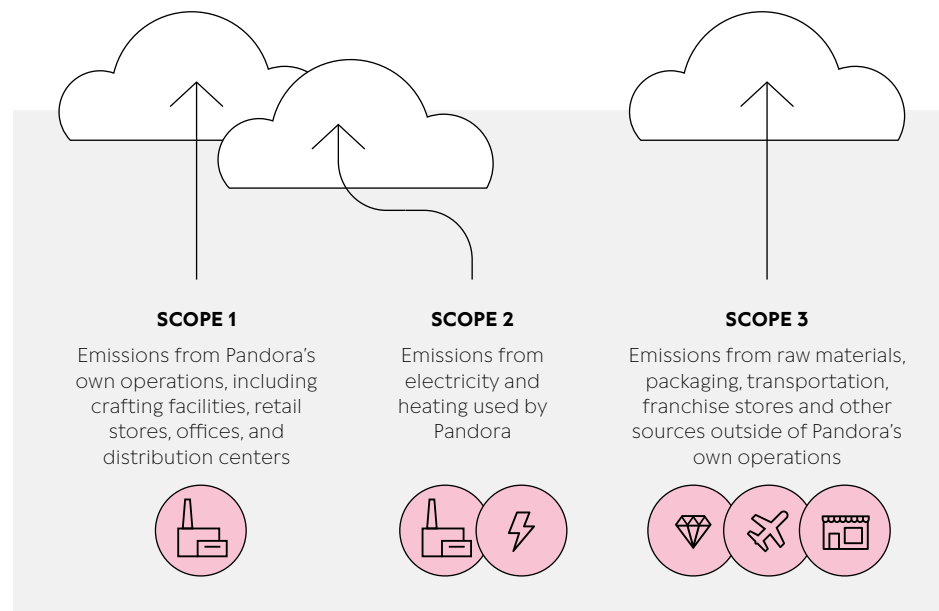 SCOPE 1
Emissions from Pandora's
own operations, including
crafting facilities, retail
stores, offices, and
distribution centers
SCOPE 2
Emissions from
electricity and
heating used by
Pandora
SCOPE 3
Emissions from raw materials,
packaging, transportation,
franchise stores and other
sources outside of Pandora's
own operations